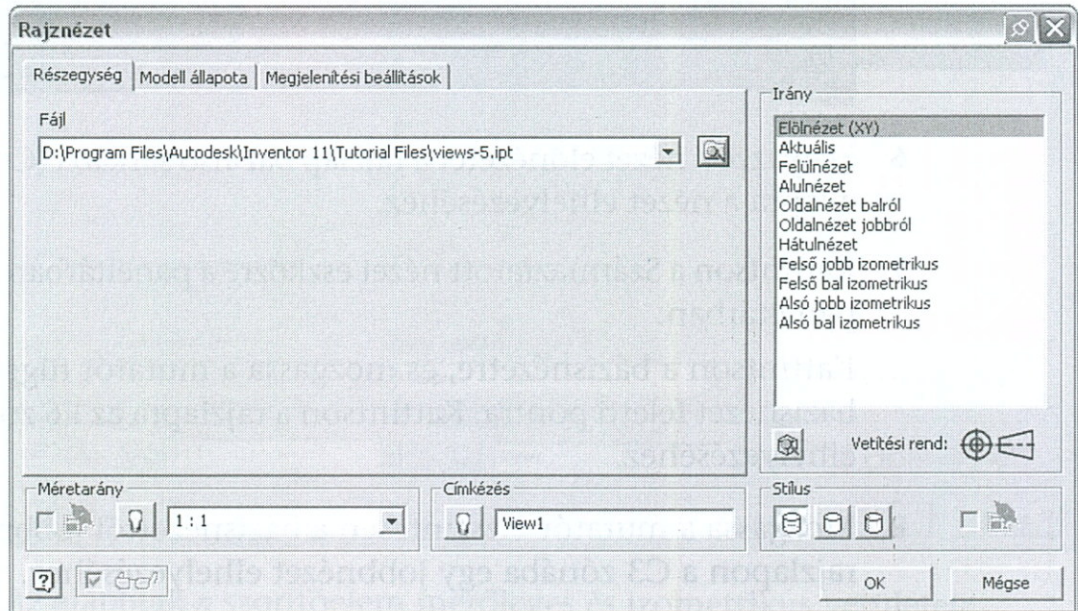 Rajznézet
Részegység
Modell állapota
Megjelenítési beállítások
Fájl
D:\Program Files\Autodesk\Inventor 11\Tutorial Files\views-5.ipt
Irány
Elölnézet (XY)
Aktuális
Felülnézet
Alulnézet
Oldalnézet balról
Oldalnézet jobbról
Hátulnézet
Felső jobb izometrikus
Felső bal izometrikus
Alsó jobb izometrikus
Alsó bal izometrikus
Vetítési rend:
Méretarány
1 : 1
Címkézés
View1
Stílus
OK
Mégse